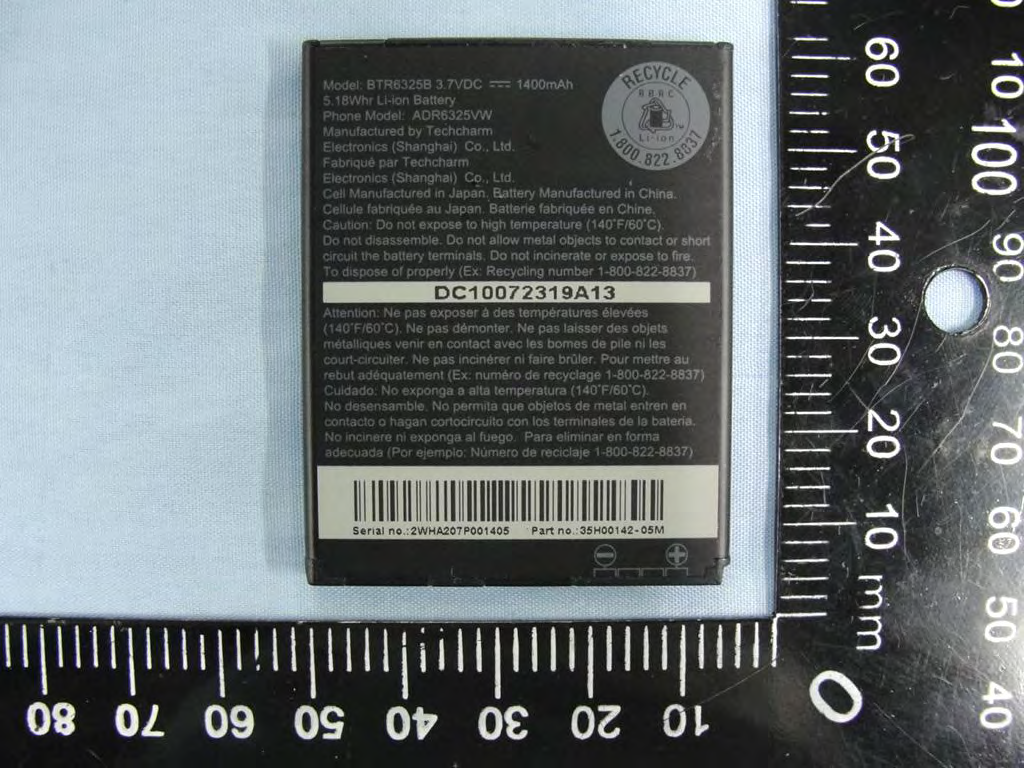 Model: BTR6325B 3.7VDC ⎓ 1400mAh
5.18Whr Li-ion Battery
Phone Model: ADR6325VW
Manufactured by Techcharm
Electronics (Shanghai) Co., Ltd.
Fabriqué par Techcharm
Electronics (Shanghai) Co., Ltd.
Cell Manufactured in Japan. Battery Manufactured in China.
Cellule fabriquée au Japan. Batterie fabriquée en Chine.
Caution: Do not expose to high temperature (140°F/60°C).
Do not disassemble. Do not allow metal objects to contact or short
circuit the battery terminals. Do not incinerate or expose to fire.
To dispose of properly (Ex: Recycling number 1-800-822-8837)
RECYCLE
RBRC
Li-ion
TM
1.800.822.8837
DC10072319A13
Attention: Ne pas exposer à des températures élevées
(140°F/60°C). Ne pas démonter. Ne pas laisser des objets
métalliques venir en contact avec les bornes de pile ni les
court-circuiter. Ne pas incinérer ni faire brûler. Pour mettre au
rebut adéquatement (Ex: numéro de recyclage 1-800-822-8837)
Cuidado: No exponga a alta temperatura (140°F/60°C).
No desensamble. No permita que objetos de metal entren en
contacto o hagan cortocircuito con los terminales de la bateria.
No incinere ni exponga al fuego. Para eliminar en forma
adecuada (Por ejemplo: Número de reciclaje 1-800-822-8837)
Serial no.:2WHA207P001405 Part no.:35H00142-05M
⊖ ⊕
60 50 40 30 20 10 mm
100 90 80 70 60 50 40
80 70 60 50 40 30 20 10
0